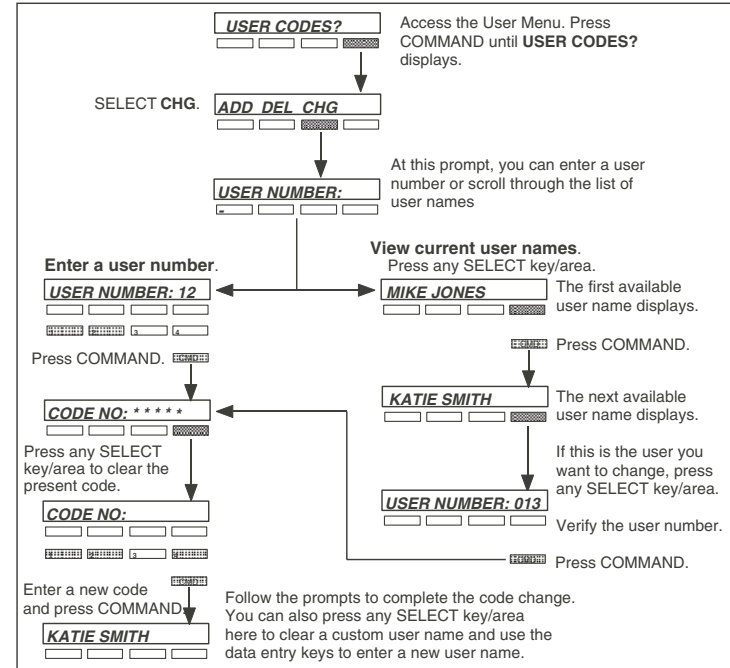 USER CODES?
Access the User Menu. Press
COMMAND until USER CODES?
displays.
SELECT CHG.
ADD DEL CHG
At this prompt, you can enter a user
number or scroll through the list of
user names
USER NUMBER:
-
Enter a user number.
USER NUMBER: 12
3 4
Press COMMAND. CMD
CODE NO: * * * * *
Press any SELECT
key/area to clear the
present code.
CODE NO:
3
CMD
Enter a new code
and press COMMAND.
KATIE SMITH
View current user names.
Press any SELECT key/area.
MIKE JONES
The first available
user name displays.
CMD Press COMMAND.
KATIE SMITH
The next available
user name displays.
If this is the user you
want to change, press
any SELECT key/area.
USER NUMBER: 013
Verify the user number.
CMD Press COMMAND.
Follow the prompts to complete the code change.
You can also press any SELECT key/area
here to clear a custom user name and use the
data entry keys to enter a new user name.